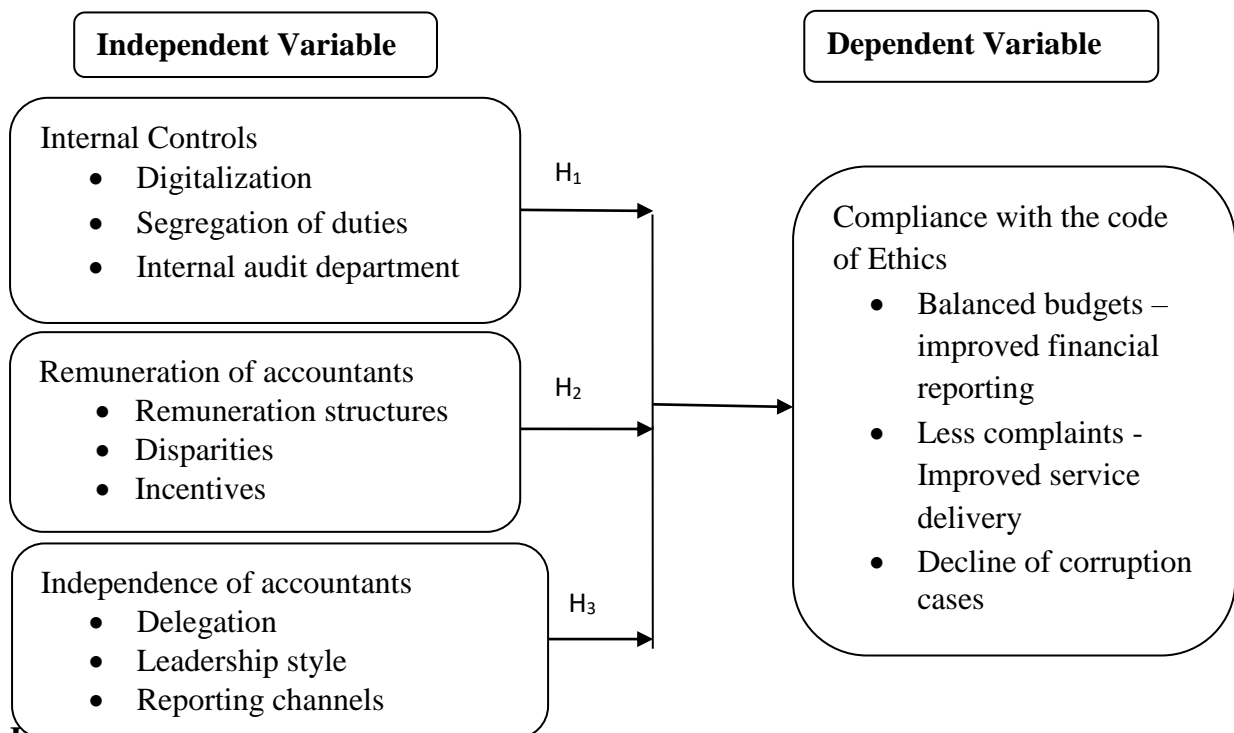 Independent Variable
Dependent Variable
Internal Controls
• Digitalization
• Segregation of duties
• Internal audit department
H₁
Remuneration of accountants
• Remuneration structures
• Disparities
• Incentives
H₂
Independence of accountants
• Delegation
• Leadership style
• Reporting channels
H₃
Compliance with the code
of Ethics
• Balanced budgets –
improved financial
reporting
• Less complaints -
Improved service
delivery
• Decline of corruption
cases